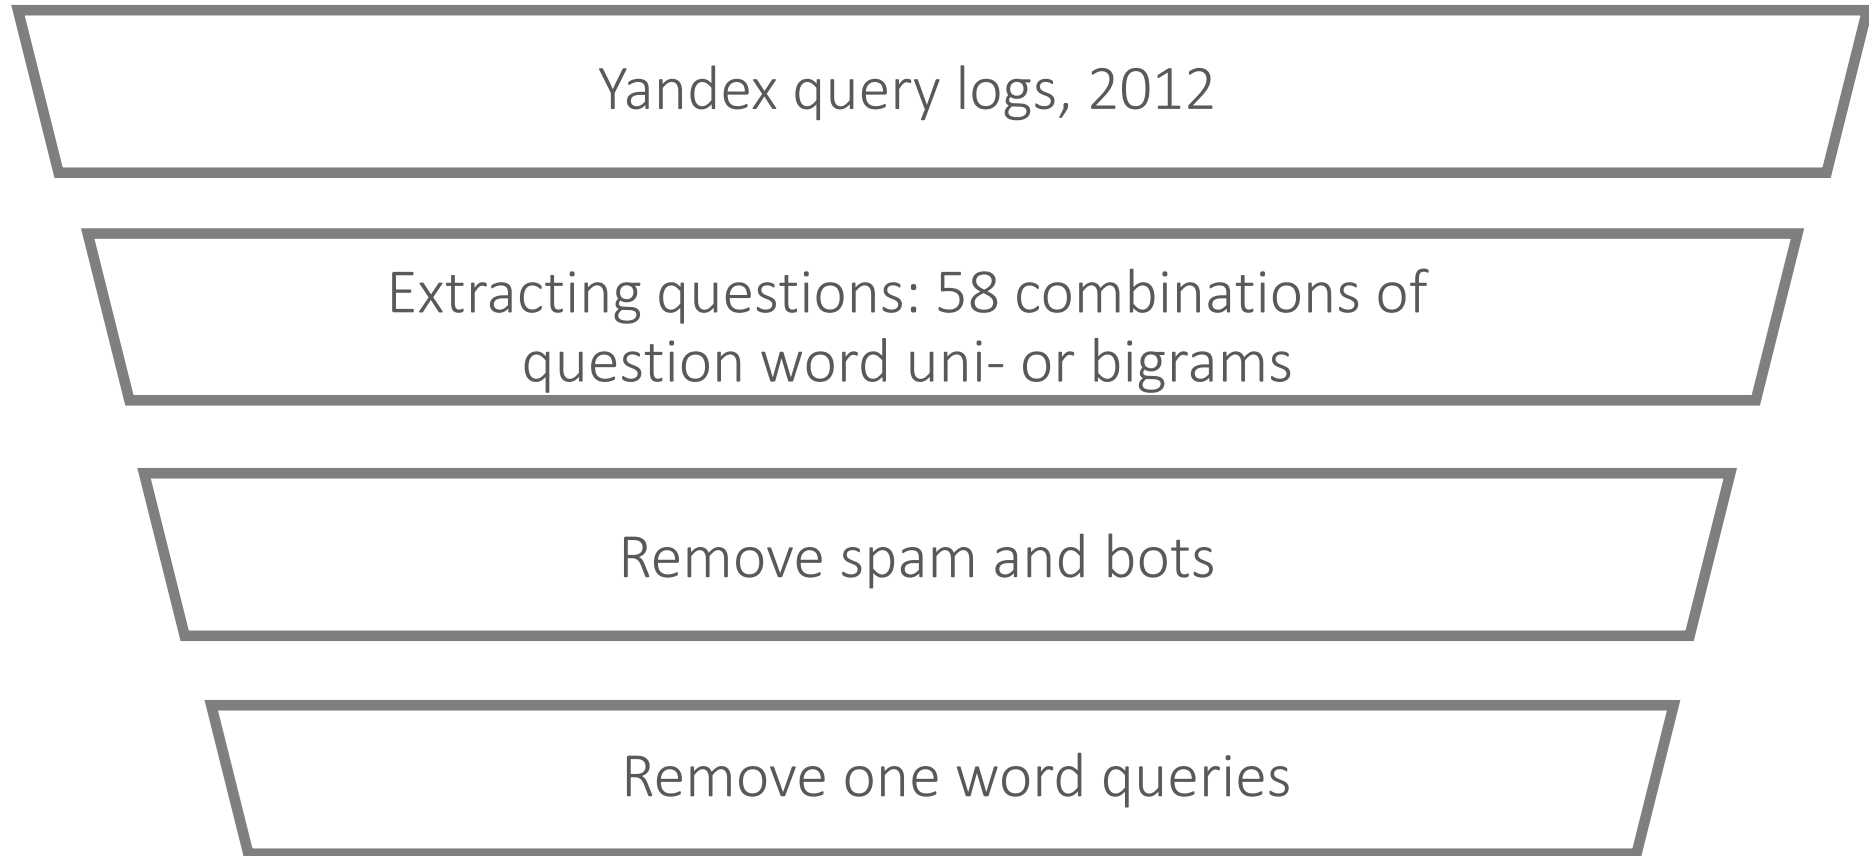 Yandex query logs, 2012
Extracting questions: 58 combinations of
question word uni- or bigrams
Remove spam and bots
Remove one word queries